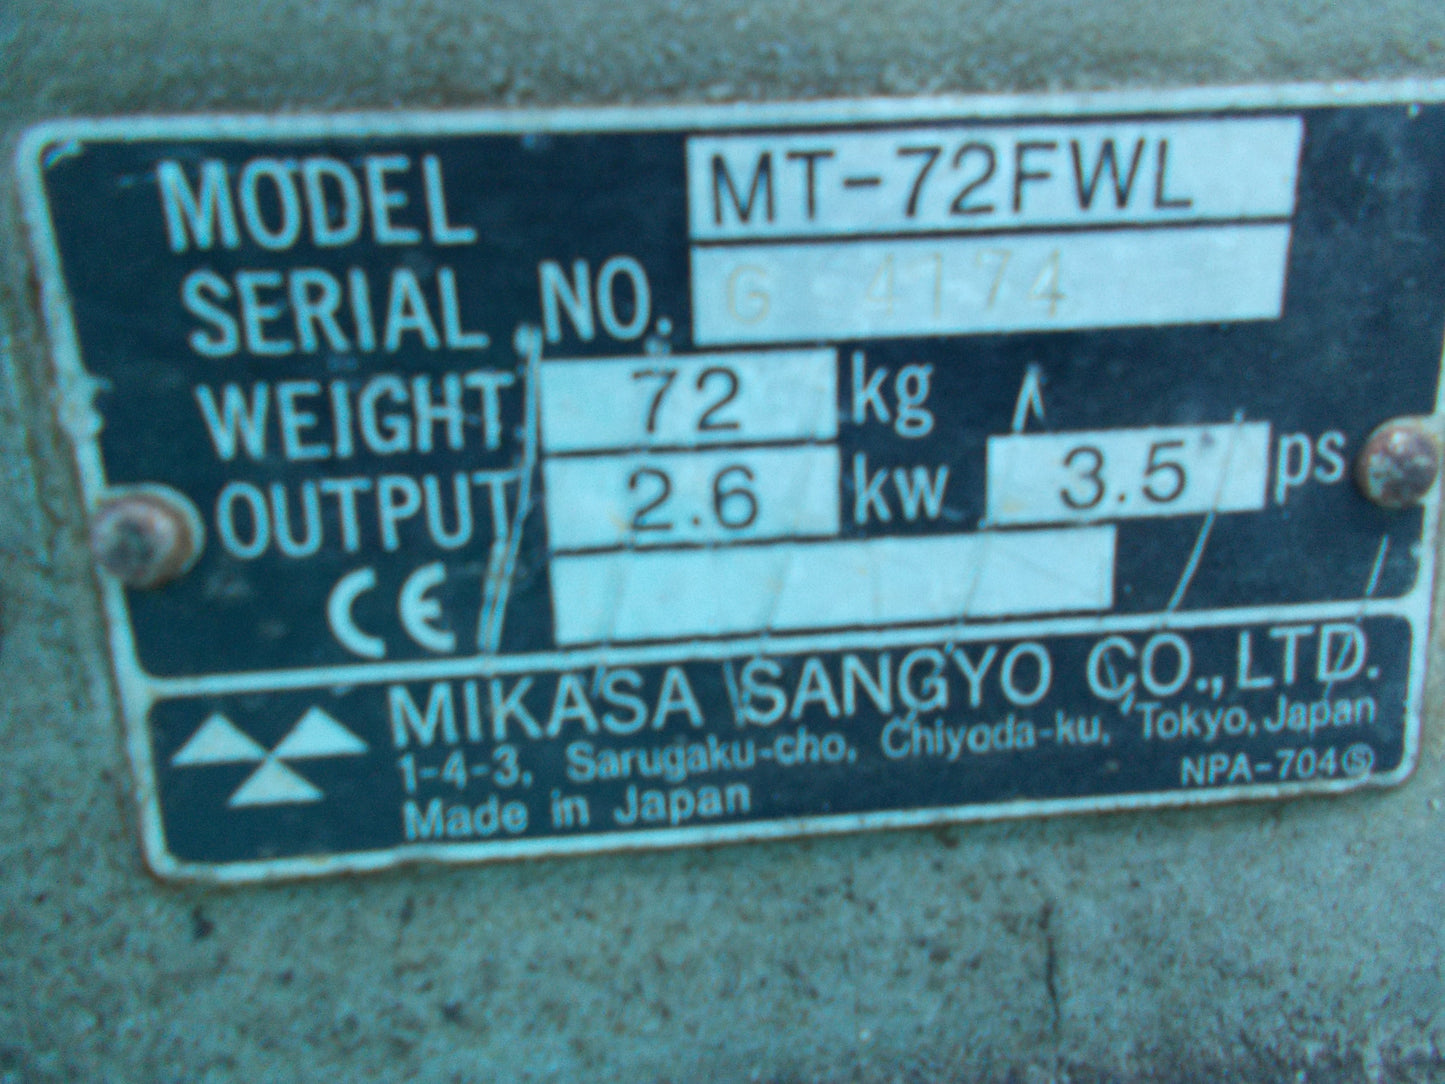 MODEL MT-72FWL
SERIAL NO. G 4174
WEIGHT 72 kg
OUTPUT 2.6 kw 3.5 ps
CE
MIKASA SANGYO CO., LTD.
1-4-3, Sarugaku-cho, Chiyoda-ku, Tokyo, Japan
Made in Japan NPA-704Ⓢ